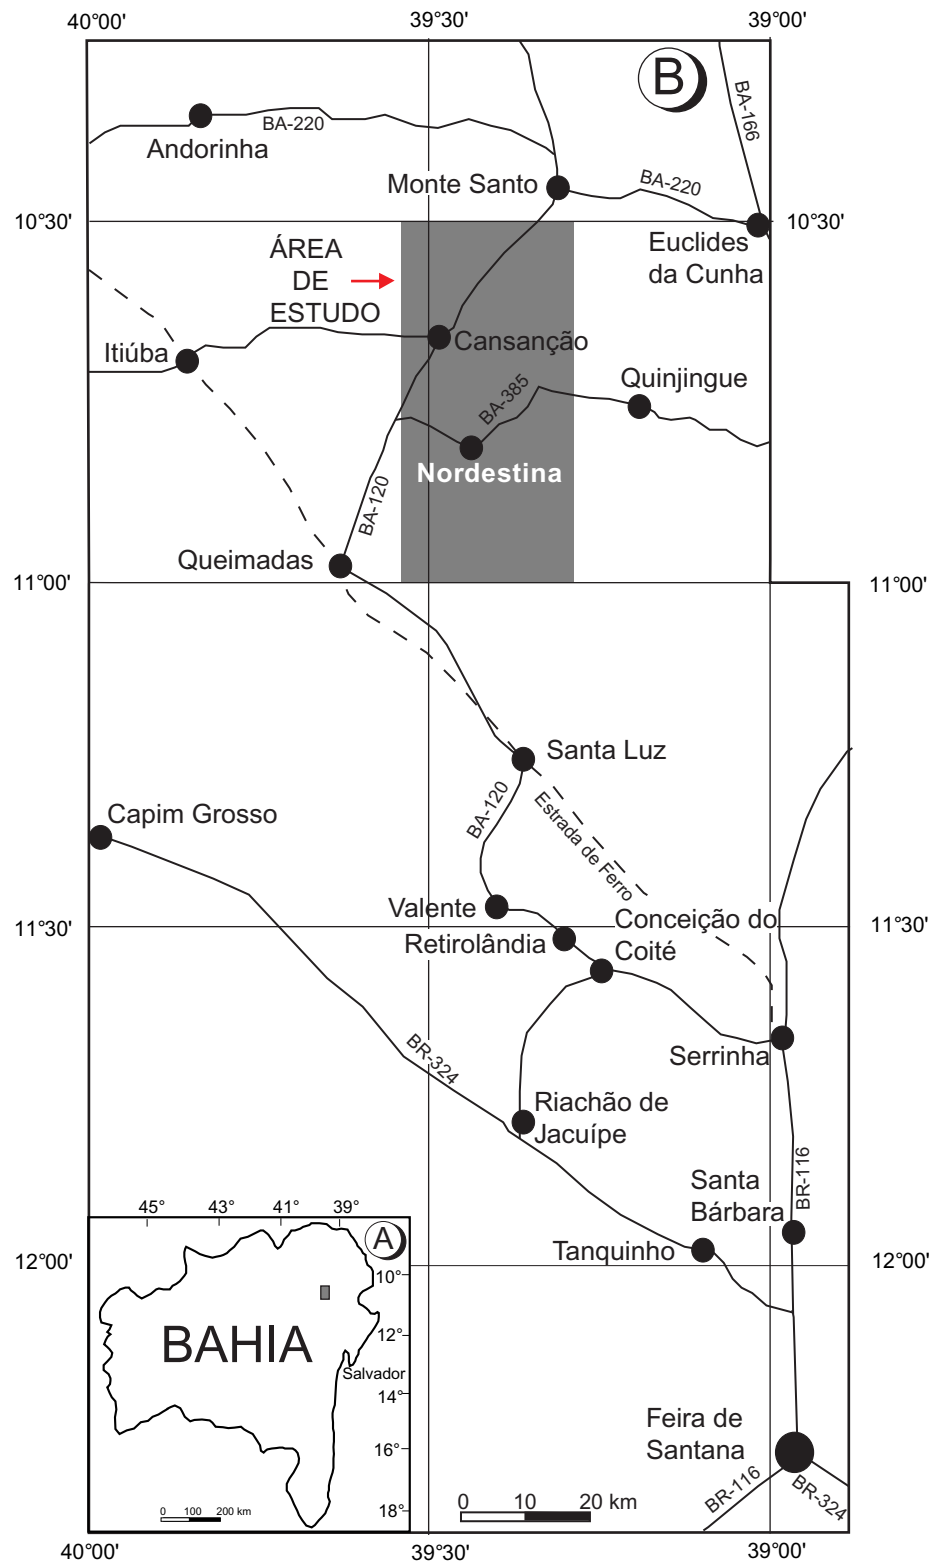 40°00'
39°30'
39°00'
B
BA-166
BA-220
Andorinha
Monte Santo
BA-220
10°30'
10°30'
Euclides
da Cunha
ÁREA
DE
ESTUDO
Itiúba
Cansanção
Quinjingue
BA-385
Nordestina
BA-120
Queimadas
11°00'
11°00'
Santa Luz
BA-120
Estrada de Ferro
Capim Grosso
Valente
Conceição do
Coité
11°30'
11°30'
Retirolândia
Serrinha
BR-324
Riachão de
Jacuípe
BR-116
Santa
Bárbara
Tanquinho
12°00'
12°00'
45°
43°
41°
39°
A
10°
12°
14°
16°
18°
BAHIA
Salvador
0 100 200 km
Feira de
Santana
BR-116
BR-324
0 10 20 km
40°00'
39°30'
39°00'